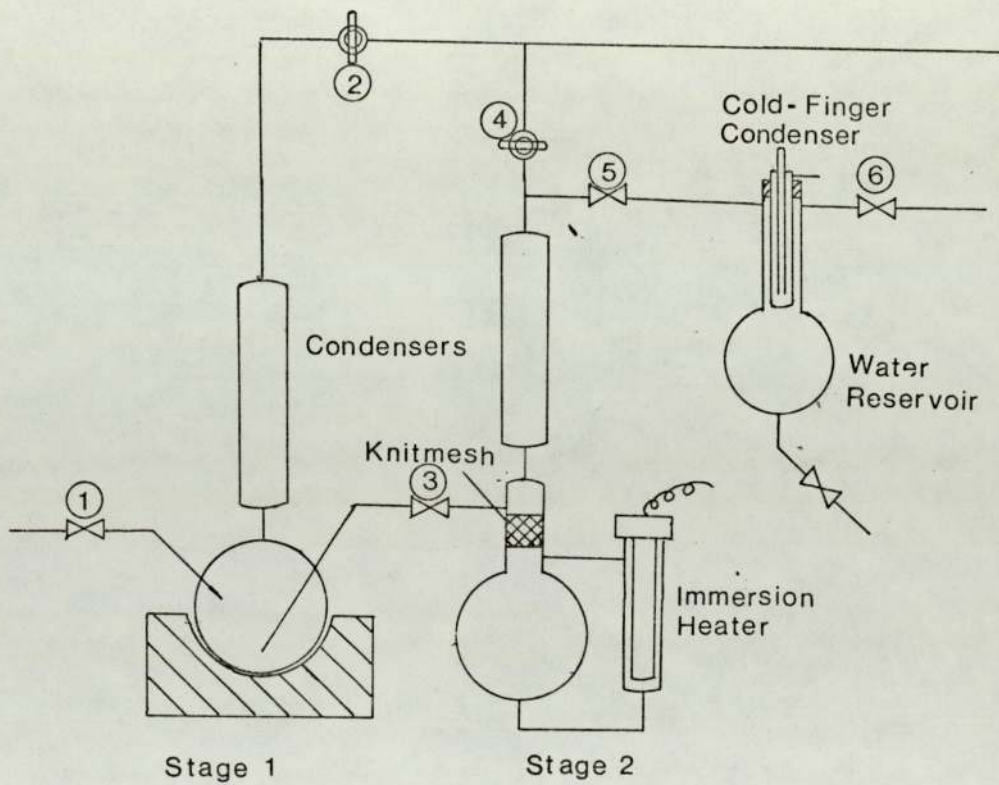 2
4
Cold-Finger
Condenser
5
6
Condensers
Water
Reservoir
Knitmesh
3
1
Immersion
Heater
Stage 1
Stage 2